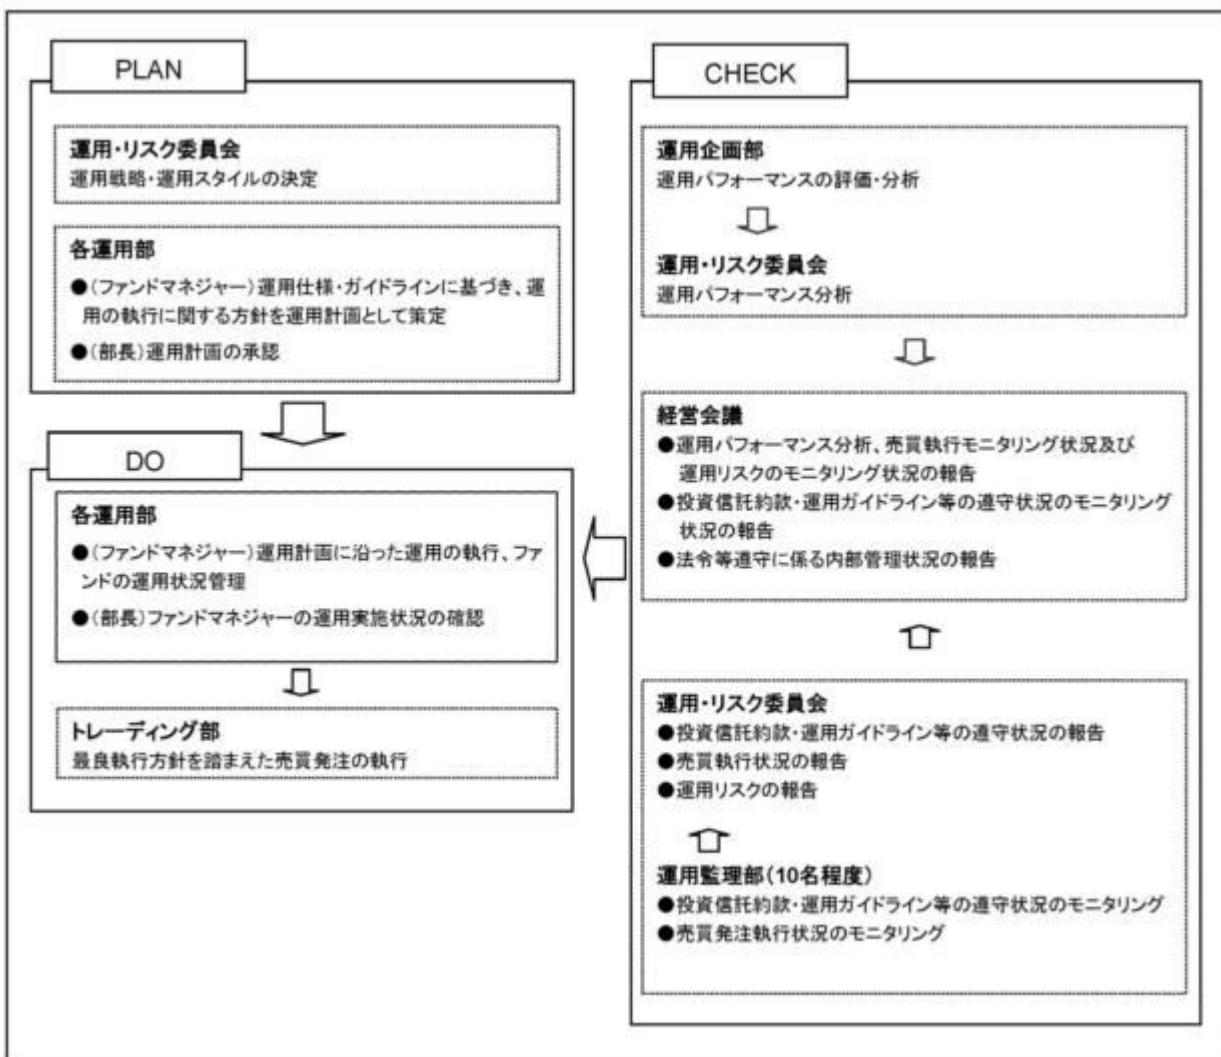 PLAN
運用・リスク委員会
運用戦略・運用スタイルの決定
各運用部
●(ファンドマネジャー)運用仕様・ガイドラインに基づき、運
用の執行に関する方針を運用計画として策定
●(部長)運用計画の承認
DO
各運用部
●(ファンドマネジャー)運用計画に沿った運用の執行、ファ
ンドの運用状況管理
●(部長)ファンドマネジャーの運用実施状況の確認
トレーディング部
最良執行方針を踏まえた売買発注の執行
CHECK
運用企画部
運用パフォーマンスの評価・分析
運用・リスク委員会
運用パフォーマンス分析
経営会議
●運用パフォーマンス分析、売買執行モニタリング状況及び
運用リスクのモニタリング状況の報告
●投資信託約款・運用ガイドライン等の遵守状況のモニタリング
状況の報告
●法令等遵守に係る内部管理状況の報告
運用・リスク委員会
●投資信託約款・運用ガイドライン等の遵守状況の報告
●売買執行状況の報告
●運用リスクの報告
運用監理部(10名程度)
●投資信託約款・運用ガイドライン等の遵守状況のモニタリング
●売買発注執行状況のモニタリング